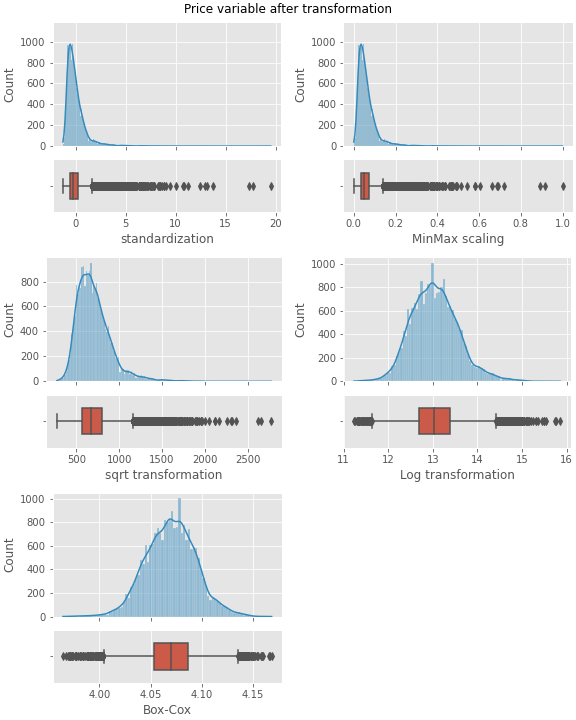 Price variable after transformation
1000
800
600
400
200
0
Count
0 5 10 15 20
standardization
1000
800
600
400
200
0
Count
0.0 0.2 0.4 0.6 0.8 1.0
MinMax scaling
800
600
400
200
0
Count
500 1000 1500 2000 2500
sqrt transformation
1000
800
600
400
200
0
Count
11 12 13 14 15 16
Log transformation
1000
800
600
400
200
0
Count
4.00 4.05 4.10 4.15
Box-Cox